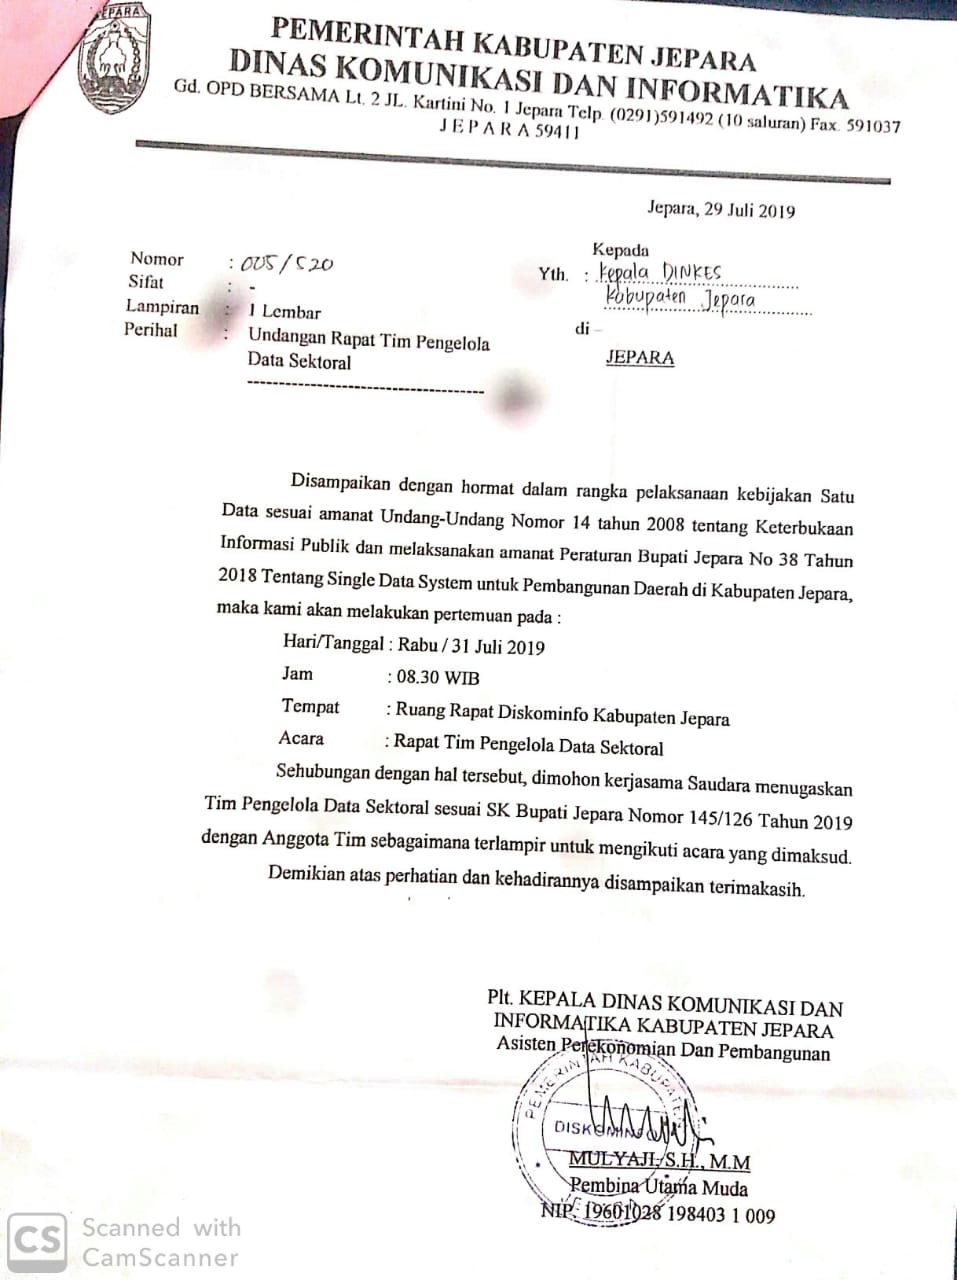 JEPARA
PEMERINTAH KABUPATEN JEPARA
DINAS KOMUNIKASI DAN INFORMATIKA
Gd. OPD BERSAMA Lt. 2 JL. Kartini No. 1 Jepara Telp. (0291)591492 (10 saluran) Fax. 591037
J E P A R A 59411
Jepara, 29 Juli 2019
Nomor : 005/520
Sifat : -
Lampiran : 1 Lembar
Perihal : Undangan Rapat Tim Pengelola
Data Sektoral
Kepada
Yth. : Kepala DINKES
Kabupaten Jepara
di –
JEPARA
Disampaikan dengan hormat dalam rangka pelaksanaan kebijakan Satu
Data sesuai amanat Undang-Undang Nomor 14 tahun 2008 tentang Keterbukaan
Informasi Publik dan melaksanakan amanat Peraturan Bupati Jepara No 38 Tahun
2018 Tentang Single Data System untuk Pembangunan Daerah di Kabupaten Jepara,
maka kami akan melakukan pertemuan pada :
Hari/Tanggal : Rabu / 31 Juli 2019
Jam : 08.30 WIB
Tempat : Ruang Rapat Diskominfo Kabupaten Jepara
Acara : Rapat Tim Pengelola Data Sektoral
Sehubungan dengan hal tersebut, dimohon kerjasama Saudara menugaskan
Tim Pengelola Data Sektoral sesuai SK Bupati Jepara Nomor 145/126 Tahun 2019
dengan Anggota Tim sebagaimana terlampir untuk mengikuti acara yang dimaksud.
Demikian atas perhatian dan kehadirannya disampaikan terimakasih.
Plt. KEPALA DINAS KOMUNIKASI DAN
INFORMATIKA KABUPATEN JEPARA
Asisten Perekonomian Dan Pembangunan
PEMERINTAH KABUPATEN
DISKOMINFO
MULYAJI, S.H., M.M
Pembina Utama Muda
NIP. 19601028 198403 1 009
CS Scanned with
CamScanner